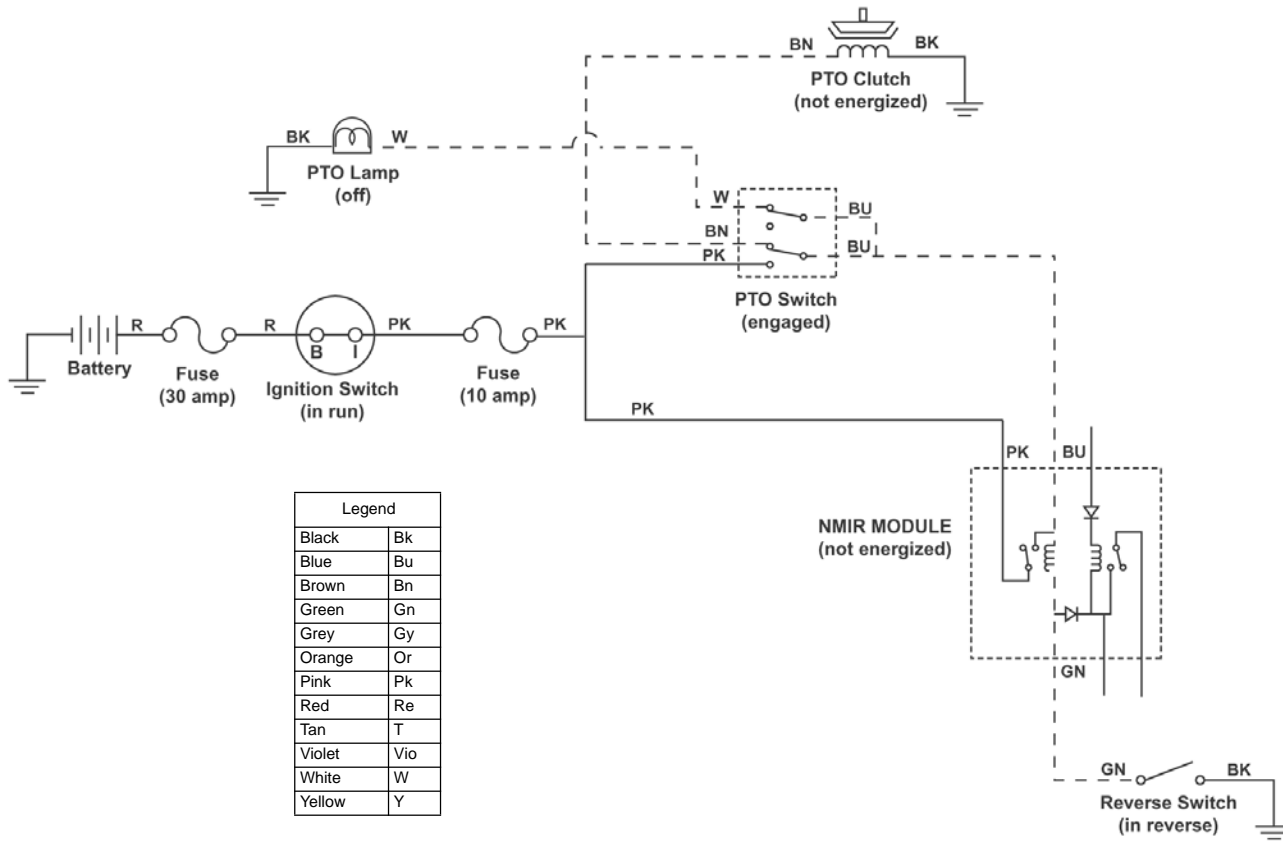 BN
BK
PTO Clutch
(not energized)
BK
W
PTO Lamp
(off)
W
BU
BN
BU
PK
PTO Switch
(engaged)
R
R
PK
PK
B
I
Battery
Fuse
(30 amp)
Ignition Switch
(in run)
Fuse
(10 amp)
PK
PK
BU
NMIR MODULE
(not energized)
GN
Legend
Black Bk
Blue Bu
Brown Bn
Green Gn
Grey Gy
Orange Or
Pink Pk
Red Re
Tan T
Violet Vio
White W
Yellow Y
GN
BK
Reverse Switch
(in reverse)